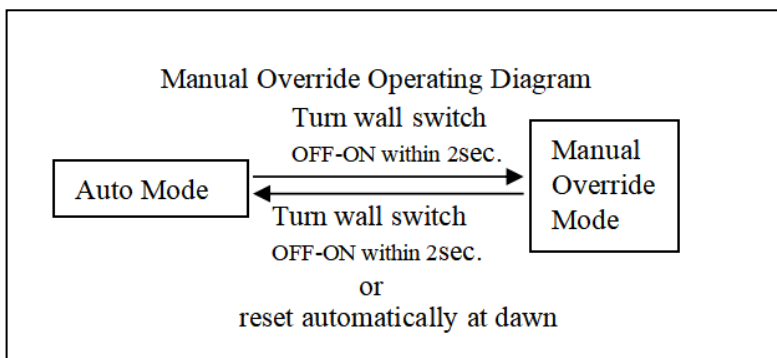 Manual Override Operating Diagram
Turn wall switch
OFF-ON within 2sec.
Auto Mode
Manual
Override
Mode
Turn wall switch
OFF-ON within 2sec.
or
reset automatically at dawn